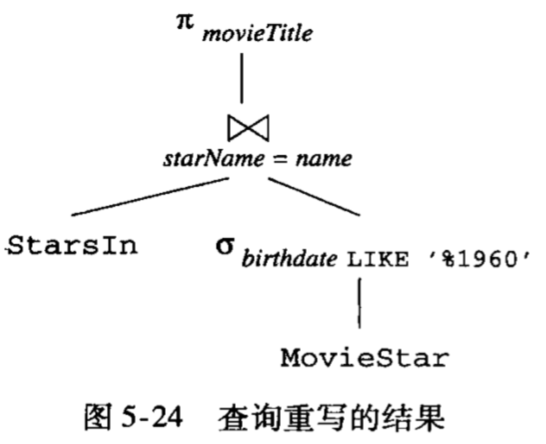 π movieTitle
⋈
starName = name
StarsIn
σ birthdate LIKE '%1960'
MovieStar
图 5-24 查询重写的结果